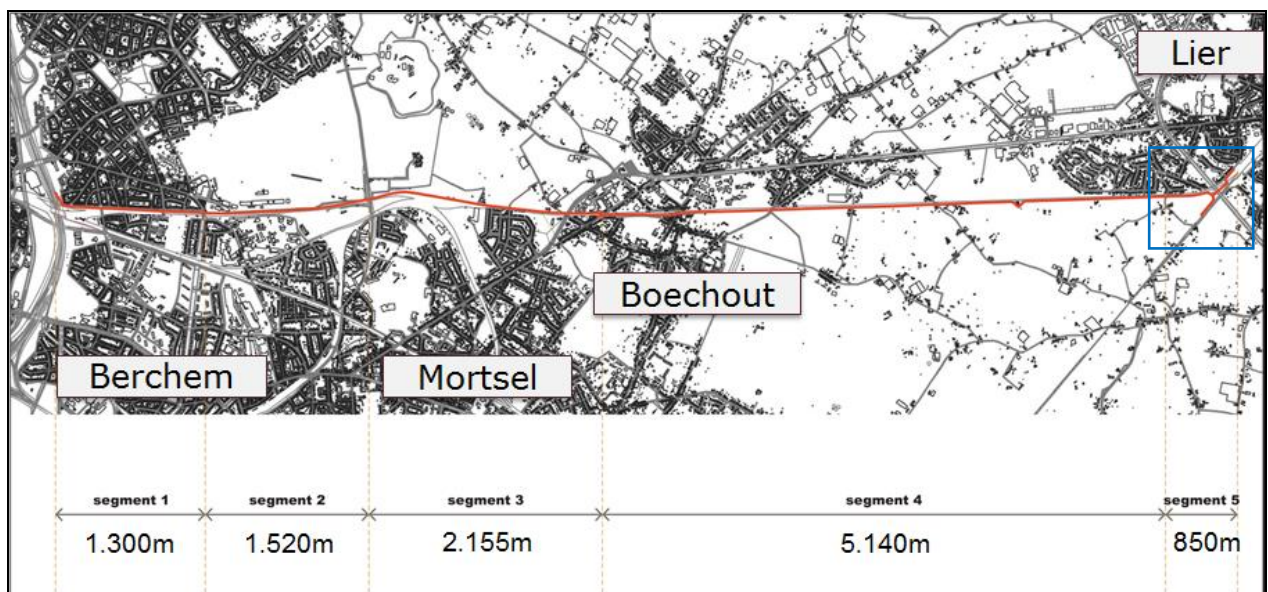 Lier
Boechout
Berchem
Mortsel
segment 1
segment 2
segment 3
segment 4
segment 5
1.300m
1.520m
2.155m
5.140m
850m